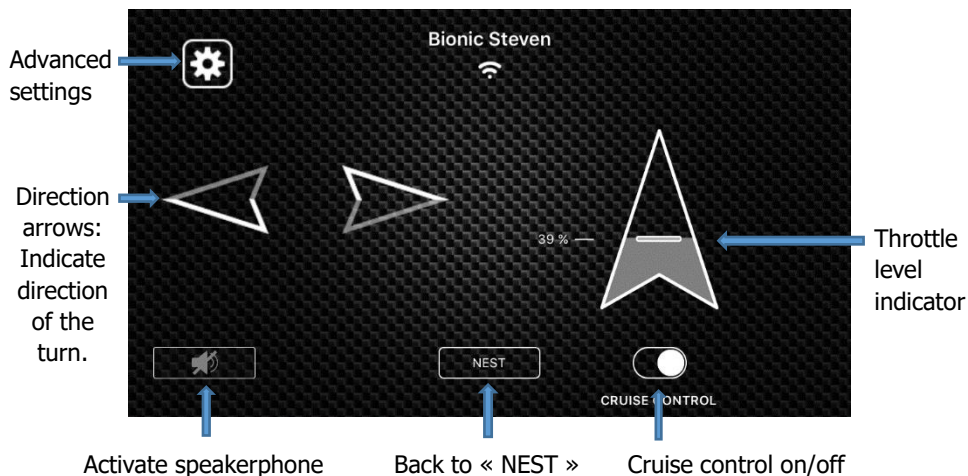 Bionic Steven
Advanced
settings
Direction
arrows:
Indicate
direction
of the
turn.
39 %
Throttle
level
indicator
NEST
CRUISE CONTROL
Activate speakerphone
Back to « NEST »
Cruise control on/off